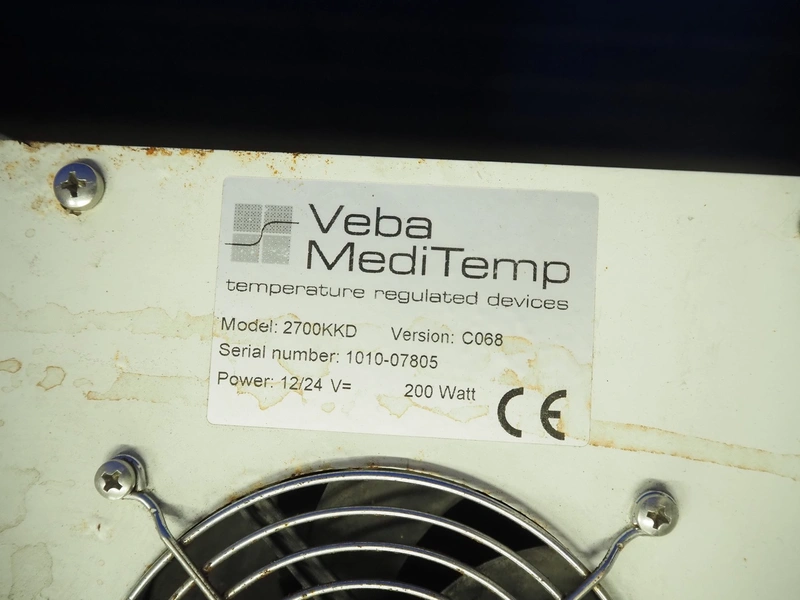 Veba
MediTemp
temperature regulated devices
Model: 2700KKD Version: C068
Serial number: 1010-07805
Power: 12/24 V= 200 Watt
CE